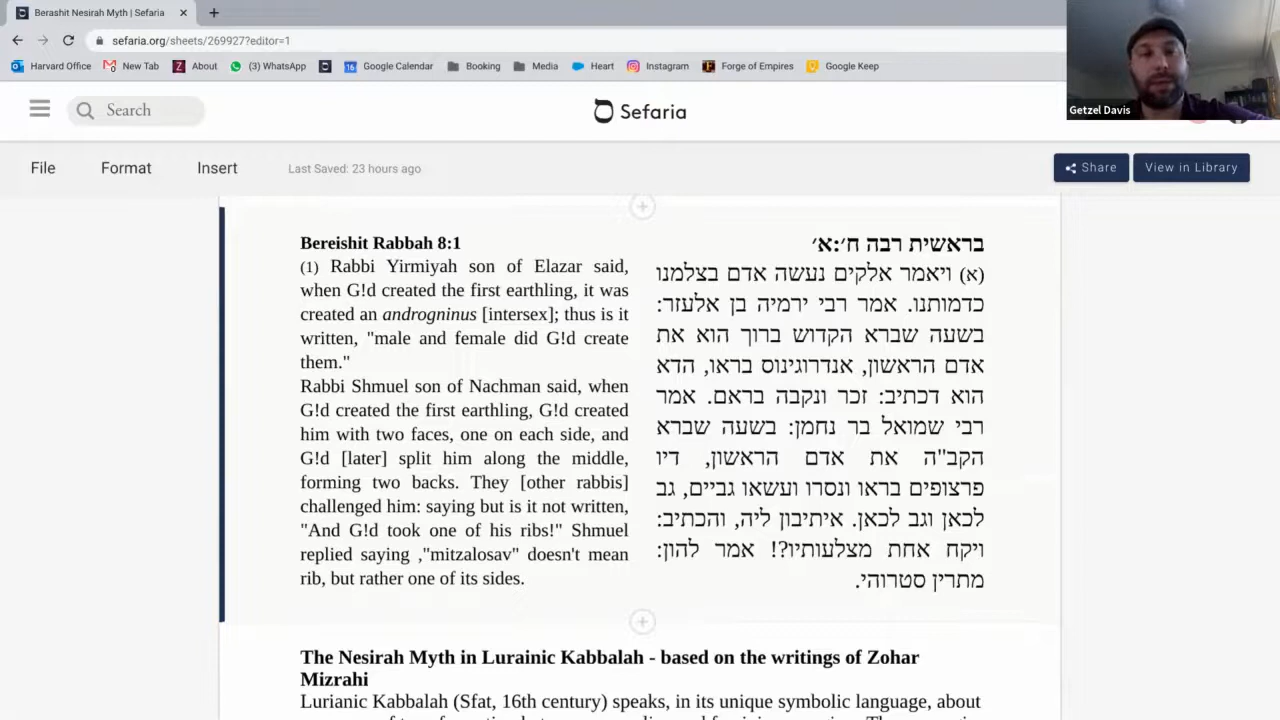 Berashit Nesirah Myth | Sefaria
sefaria.org/sheets/269927?editor=1
Harvard Office
New Tab
About
(3) WhatsApp
Google Calendar
Booking
Media
Heart
Instagram
Forge of Empires
Google Keep
Getzel Davis
Search
Sefaria
File
Format
Insert
Last Saved: 23 hours ago
Share
View in Library
Bereishit Rabbah 8:1
(1) Rabbi Yirmiyah son of Elazar said,
when G!d created the first earthling, it was
created an androgninus [intersex]; thus is it
written, "male and female did G!d create
them."
Rabbi Shmuel son of Nachman said, when
G!d created the first earthling, G!d created
him with two faces, one on each side, and
G!d [later] split him along the middle,
forming two backs. They [other rabbis]
challenged him: saying but is it not written,
"And G!d took one of his ribs!" Shmuel
replied saying ,"mitzalosav" doesn't mean
rib, but rather one of its sides.
בראשית רבה ח׳:א׳
(א) ויאמר אלקים נעשה אדם בצלמנו
כדמותנו. אמר רבי ירמיה בן אלעזר:
בשעה שברא הקדוש ברוך הוא את
אדם הראשון, אנדרוגינוס בראו, הדא
הוא דכתיב: זכר ונקבה בראם. אמר
רבי שמואל בר נחמן: בשעה שברא
הקב"ה את אדם הראשון, דיו
פרצופים בראו ונסרו ועשאו גביים, גב
לכאן וגב לכאן. איתיבון ליה, והכתיב:
ויקח אחת מצלעותיו?! אמר להון:
מתרין סטרוהי.
The Nesirah Myth in Lurainic Kabbalah - based on the writings of Zohar
Mizrahi
Lurianic Kabbalah (Sfat, 16th century) speaks, in its unique symbolic language, about